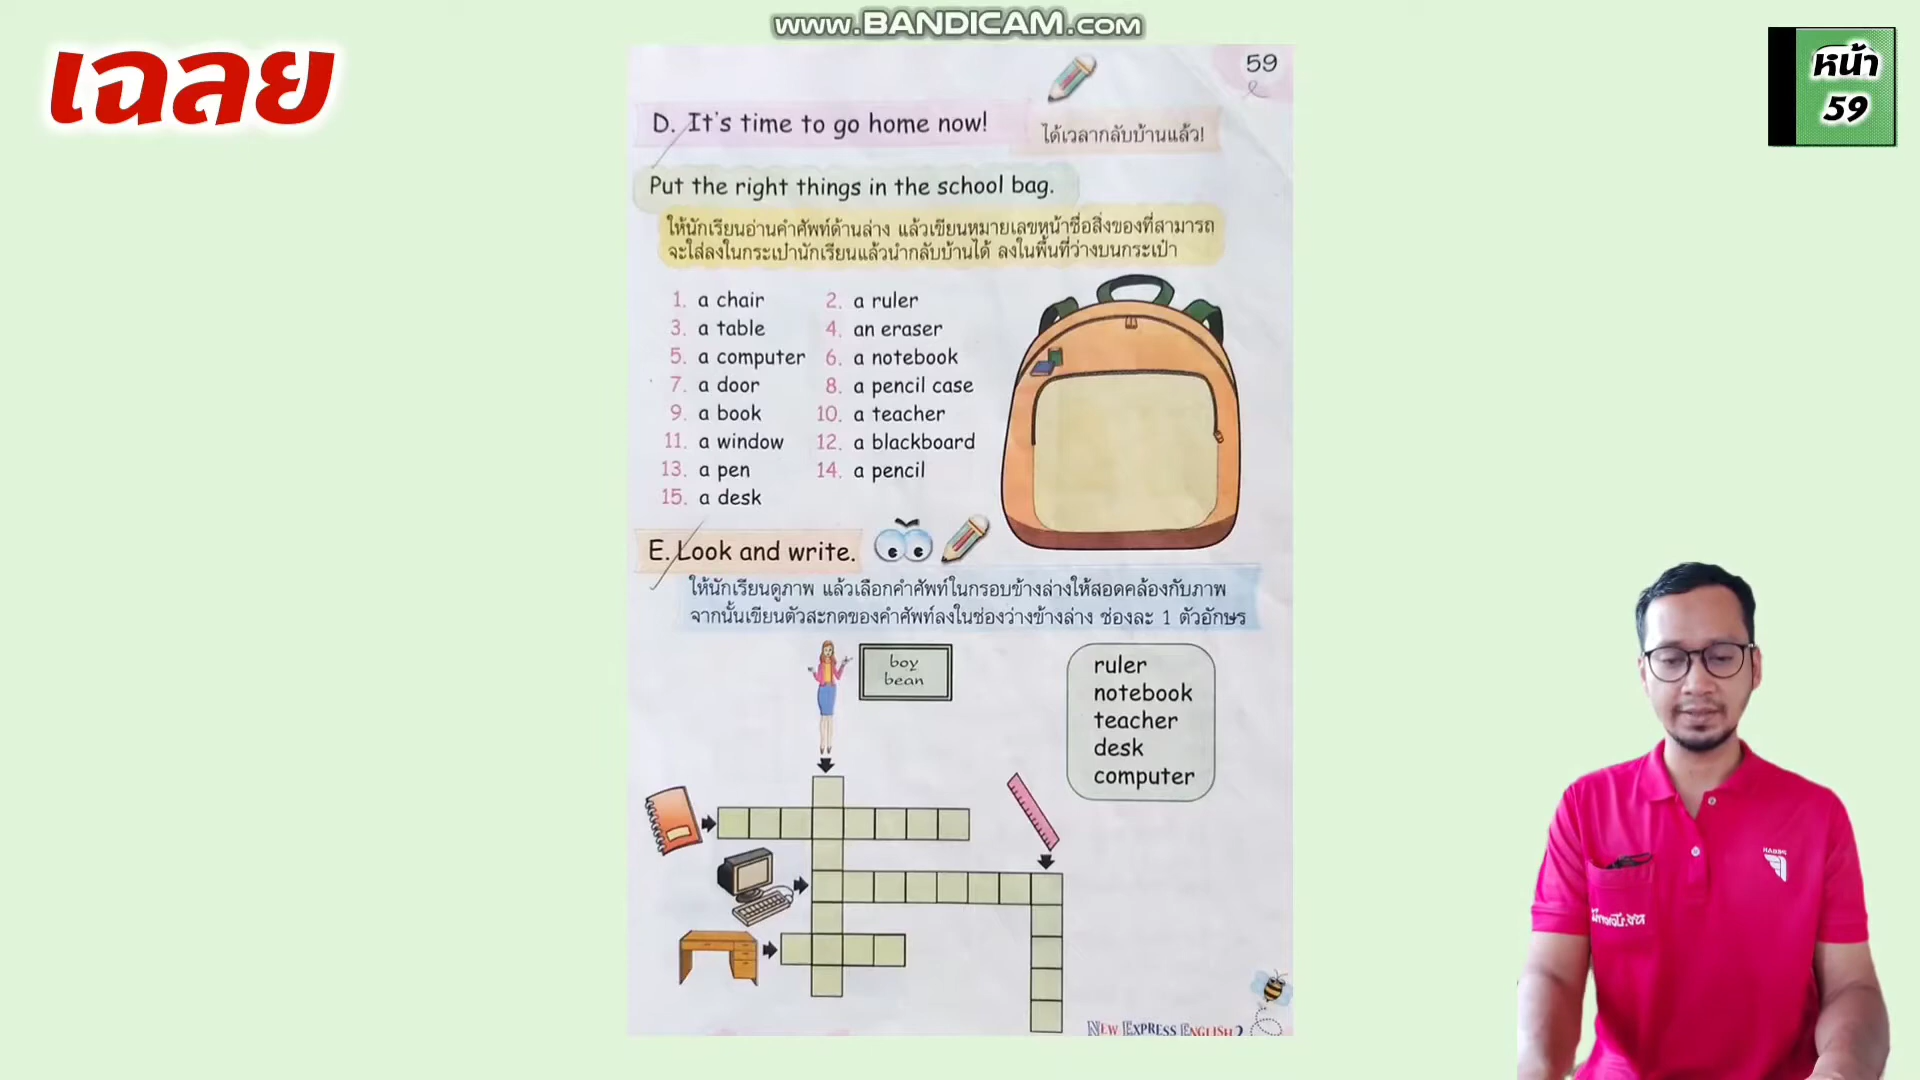 www.BANDICAM.com
เฉลย
หน้า
59
59
D. It's time to go home now!
ได้เวลากลับบ้านแล้ว!
Put the right things in the school bag.
ให้นักเรียนอ่านคำศัพท์ด้านล่าง แล้วเขียนหมายเลขหน้าชื่อสิ่งของที่สามารถ
จะใส่ลงในกระเป๋านักเรียนแล้วนำกลับบ้านได้ ลงในพื้นที่ว่างบนกระเป๋า
1. a chair 2. a ruler
3. a table 4. an eraser
5. a computer 6. a notebook
7. a door 8. a pencil case
9. a book 10. a teacher
11. a window 12. a blackboard
13. a pen 14. a pencil
15. a desk
E. Look and write.
ให้นักเรียนดูภาพ แล้วเลือกคำศัพท์ในกรอบข้างล่างให้สอดคล้องกับภาพ
จากนั้นเขียนตัวสะกดของคำศัพท์ลงในช่องว่างข้างล่าง ช่องละ 1 ตัวอักษร
boy
bean
ruler
notebook
teacher
desk
computer
NEW EXPRESS ENGLISH 2